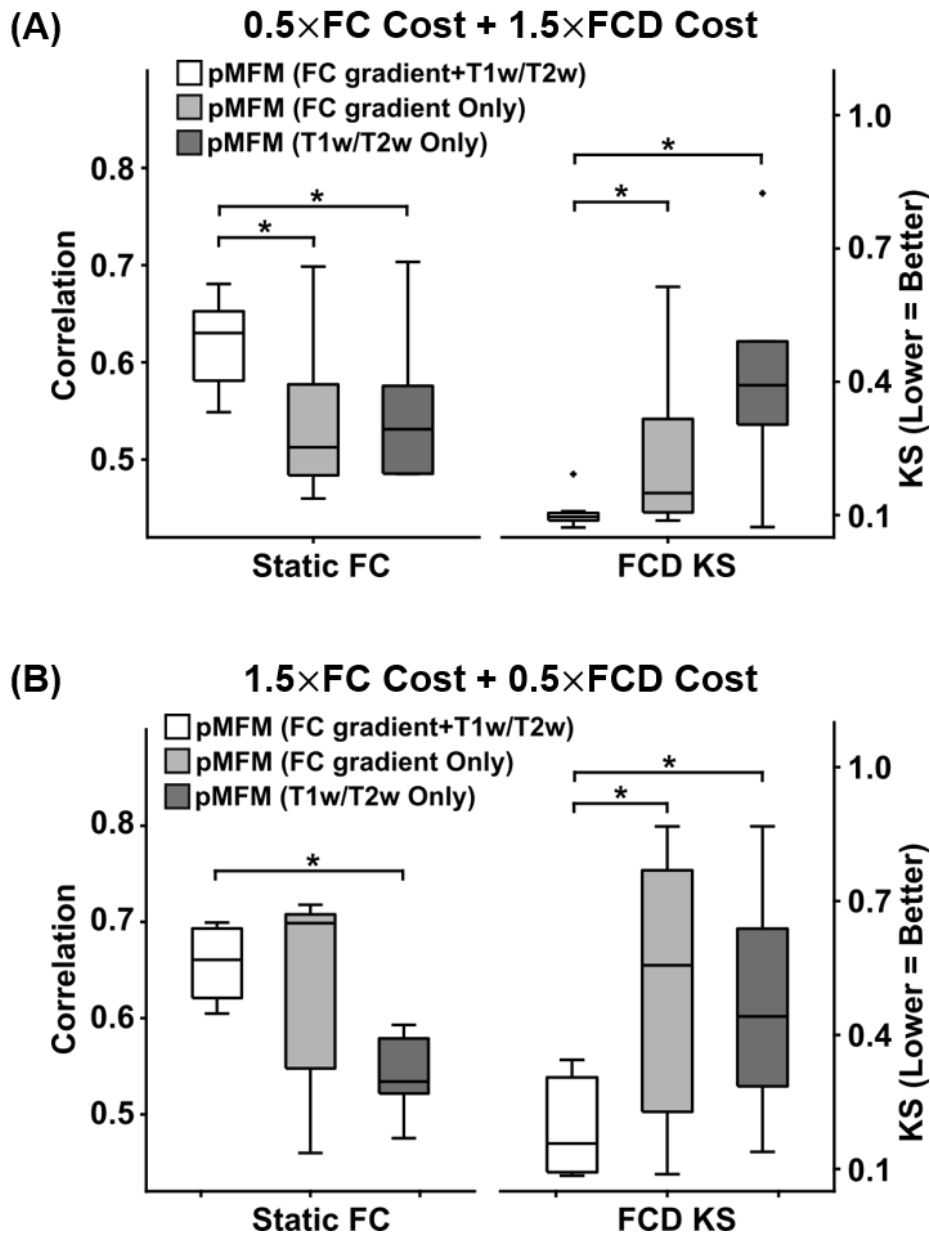 (A)
0.5×FC Cost + 1.5×FCD Cost
pMFM (FC gradient+T1w/T2w)
pMFM (FC gradient Only)
pMFM (T1w/T2w Only)
Correlation
0.8
0.7
0.6
0.5
*
*
*
*
1.0
0.7
0.4
0.1
KS (Lower = Better)
Static FC
FCD KS
(B)
1.5×FC Cost + 0.5×FCD Cost
pMFM (FC gradient+T1w/T2w)
pMFM (FC gradient Only)
pMFM (T1w/T2w Only)
Correlation
0.8
0.7
0.6
0.5
*
*
*
1.0
0.7
0.4
0.1
KS (Lower = Better)
Static FC
FCD KS